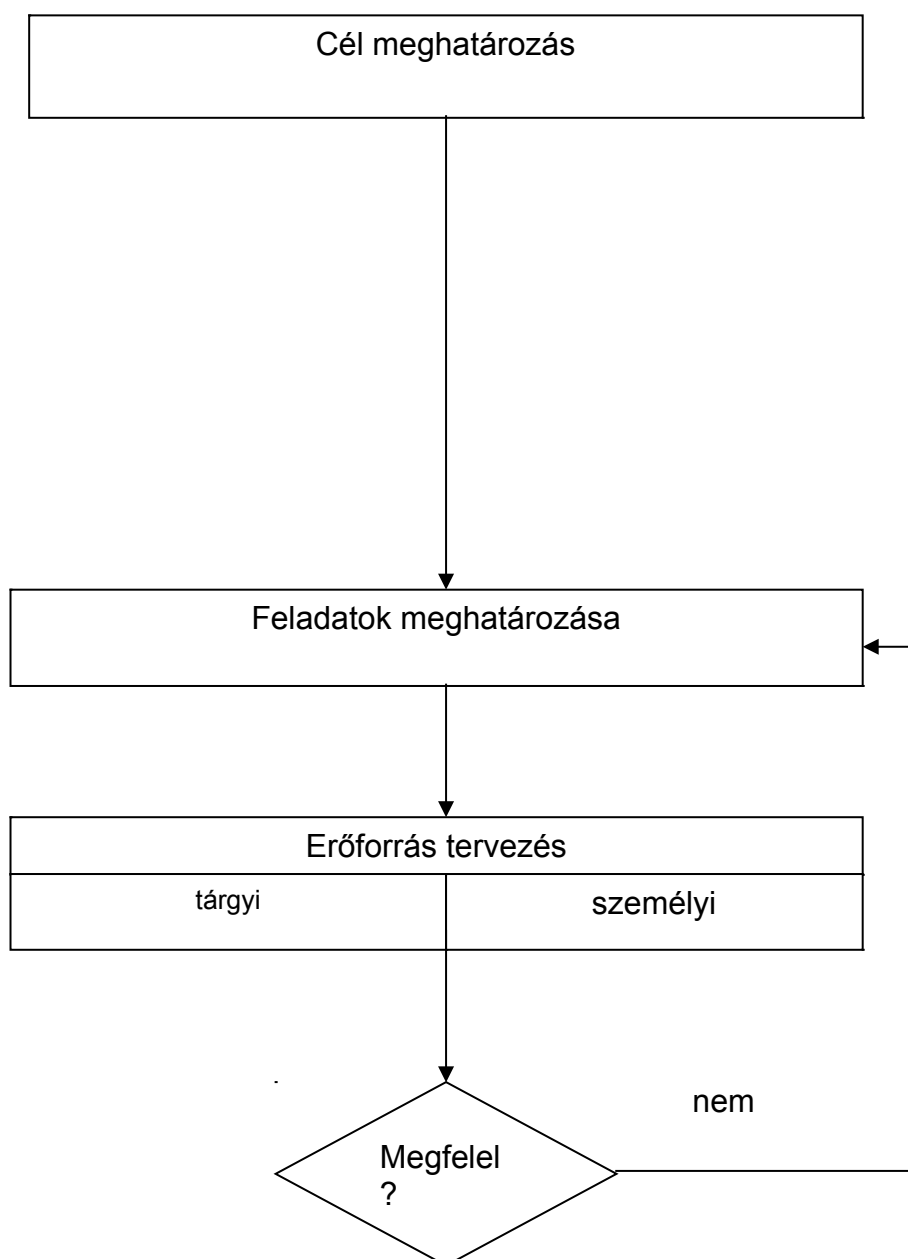 Cél meghatározás
Feladatok meghatározása
Erőforrás tervezés
tárgyi személyi
nem
Megfelel
?